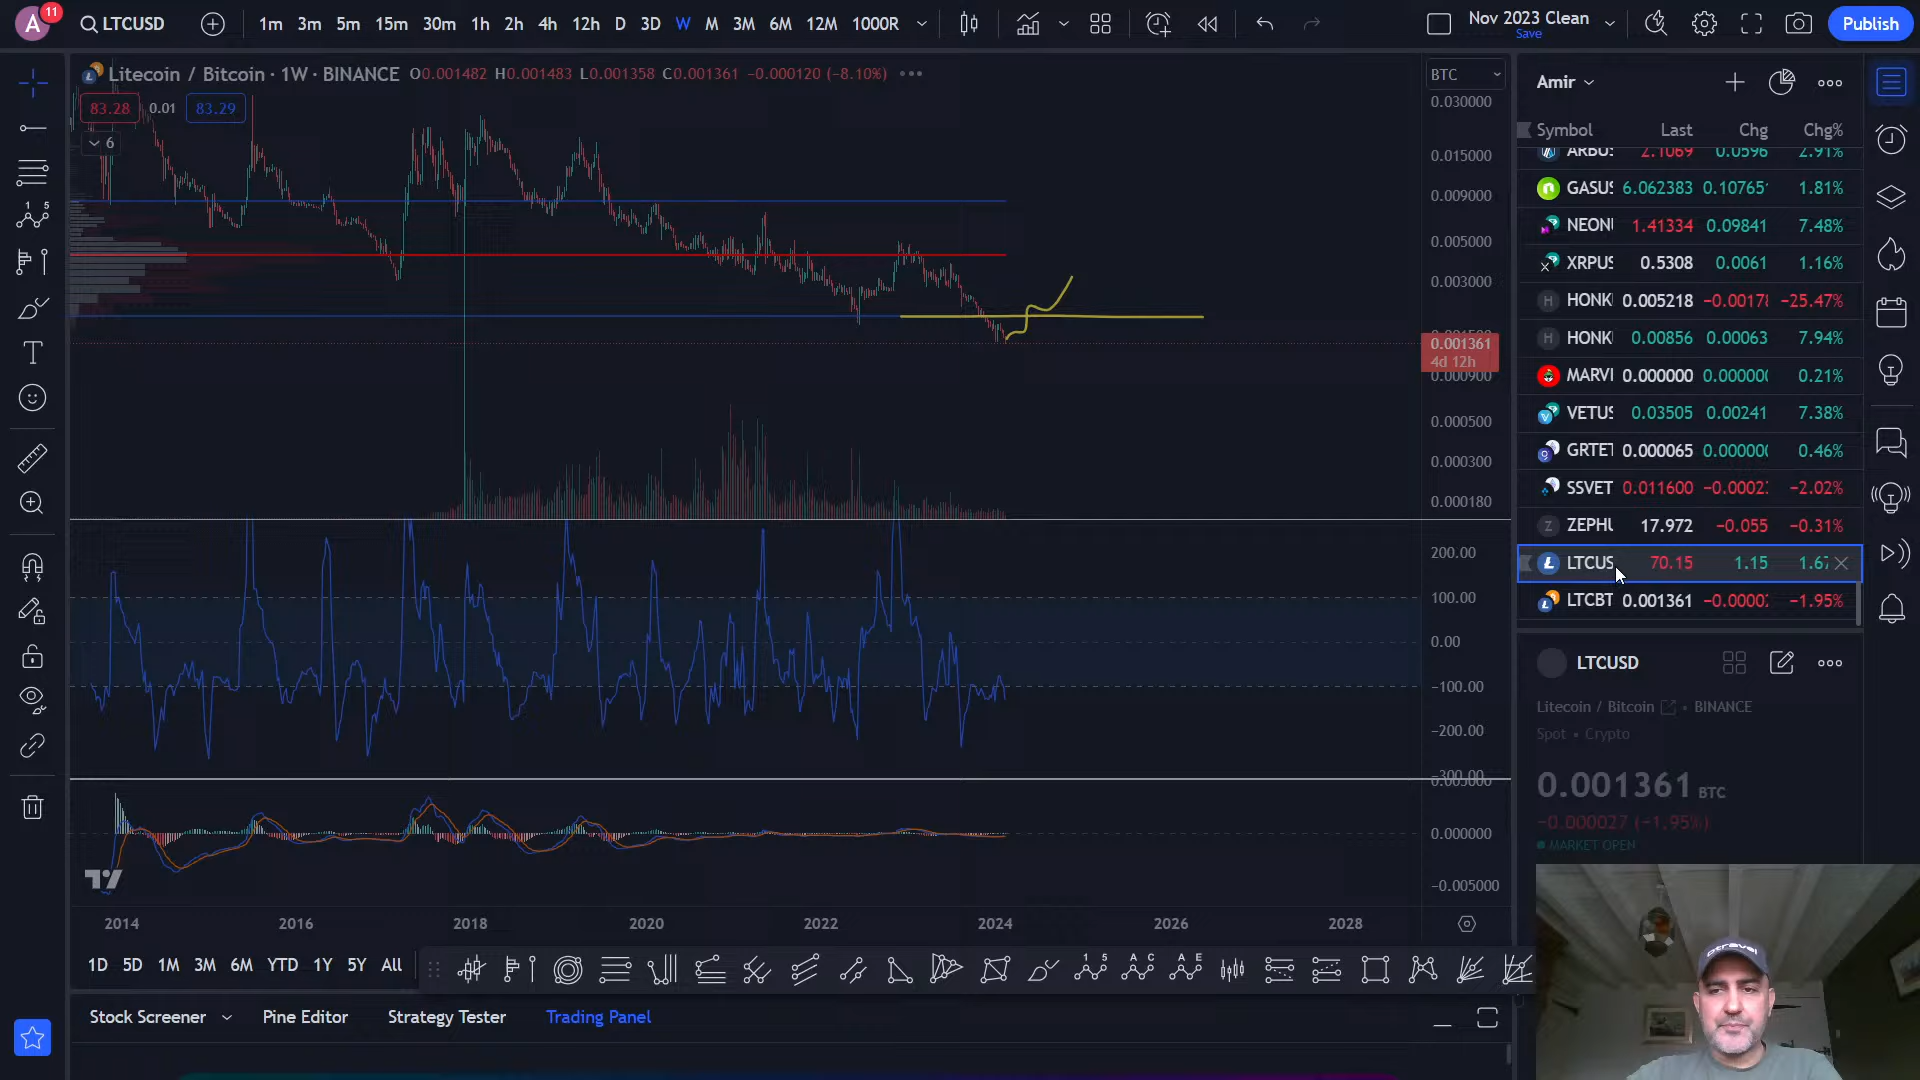 A 11 LTCUSD 1m 3m 5m 15m 30m 1h 2h 4h 12h D 3D W M 3M 6M 12M 1000R Nov 2023 Clean Save Publish
Litecoin / Bitcoin · 1W · BINANCE O0.001482 H0.001483 L0.001358 C0.001361 −0.000120 (−8.10%)
83.28 0.01 83.29
6
BTC
0.030000
0.015000
0.009000
0.005000
0.003000
0.001361
4d 12h
0.000900
0.000500
0.000300
0.000180
200.00
100.00
0.00
−100.00
−200.00
−300.00
0.000000
−0.005000
2014 2016 2018 2020 2022 2024 2026 2028
1D 5D 1M 3M 6M YTD 1Y 5Y All
Stock Screener Pine Editor Strategy Tester Trading Panel
Amir
Symbol Last Chg Chg%
ARBUS 2.1069 0.0596 2.91%
GASUS 6.062383 0.10765 1.81%
NEON 1.41334 0.09841 7.48%
XRPUS 0.5308 0.0061 1.16%
HONK 0.005218 −0.00178 −25.47%
HONK 0.00856 0.00063 7.94%
MARVI 0.000000 0.000000 0.21%
VETUS 0.03505 0.00241 7.38%
GRTET 0.000065 0.000000 0.46%
SSVET 0.011600 −0.0002 −2.02%
ZEPHU 17.972 −0.055 −0.31%
LTCUS 70.15 1.15 1.67
LTCBT 0.001361 −0.0000 −1.95%
LTCUSD
Litecoin / Bitcoin • BINANCE
Spot • Crypto
0.001361 BTC
−0.000027 (−1.95%)
MARKET OPEN